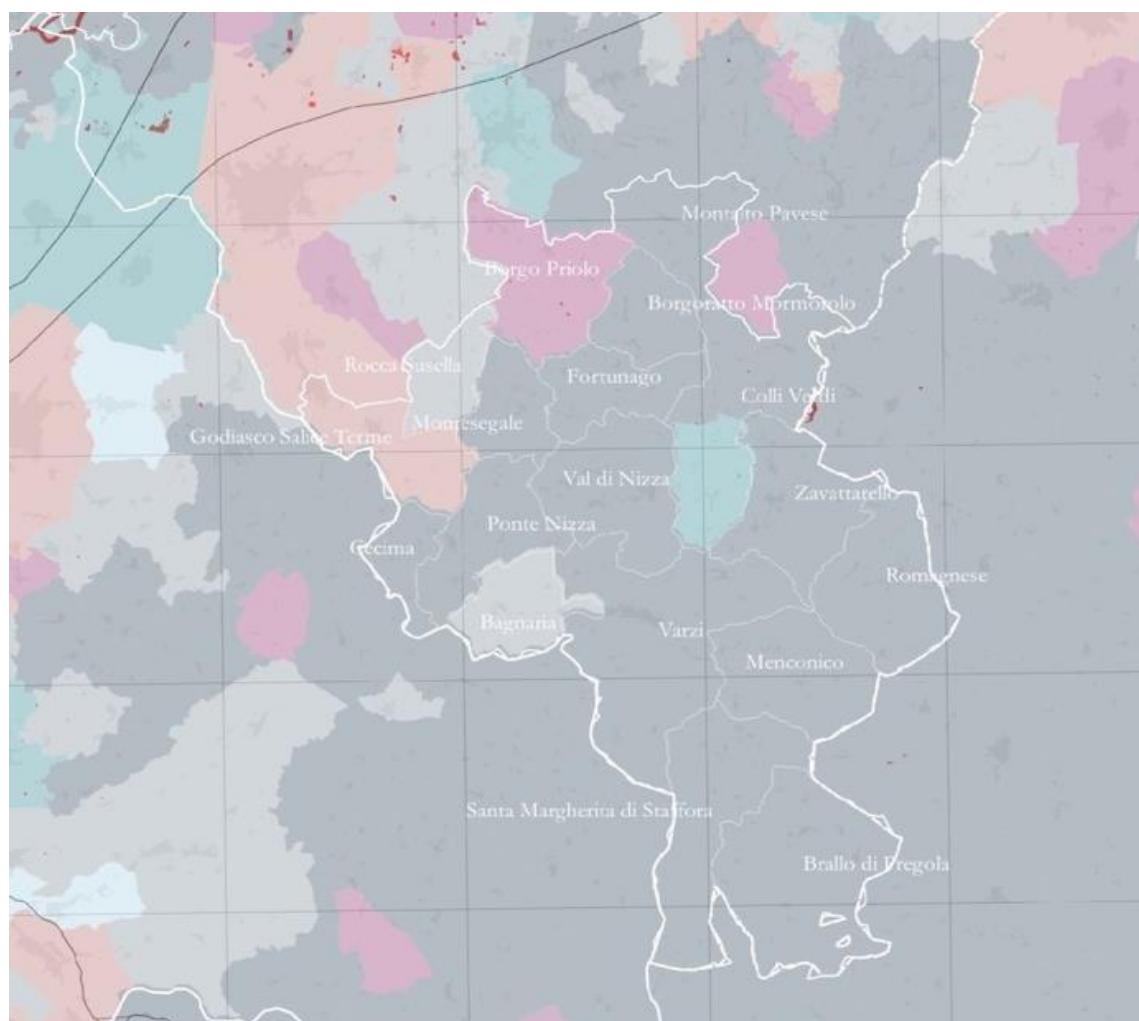 Montalto Pavese
Borgo Priolo
Borgoratto Mormorolo
Rocca Susella
Fortunago
Colli Verdi
Montesegale
Godiasco Salice Terme
Val di Nizza
Zavattarello
Ponte Nizza
Cecima
Romagnese
Bagnaria
Varzi
Menconico
Santa Margherita di Staffora
Brallo di Pregola